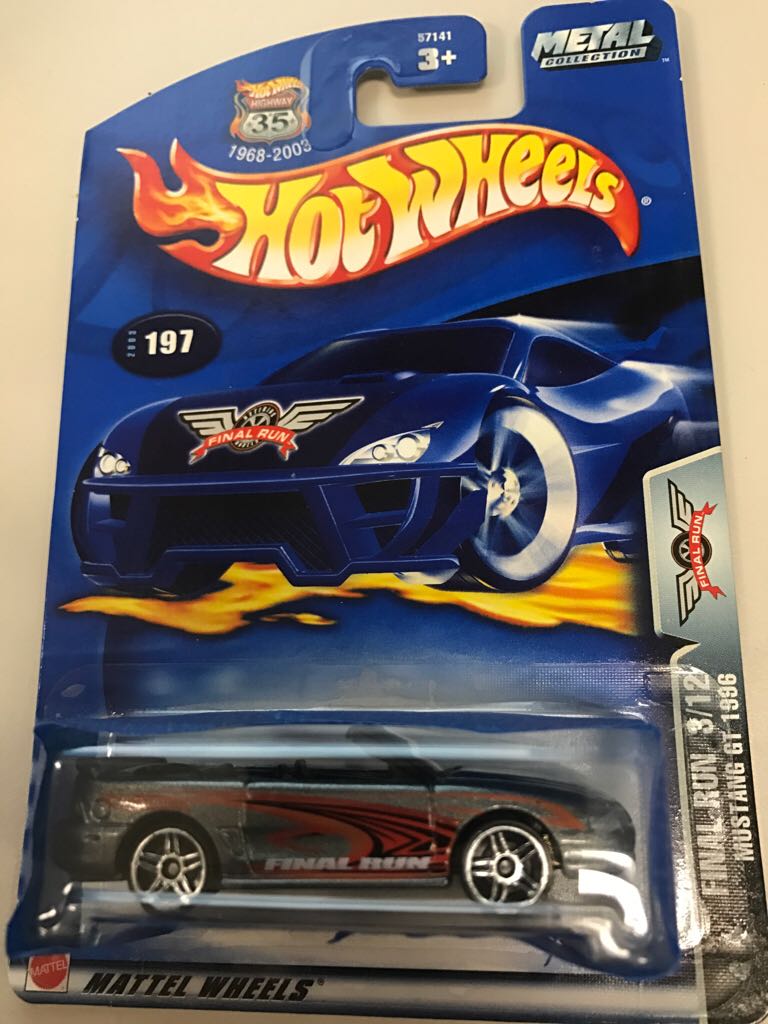 57141
3+
METAL
COLLECTION™
HOT WHEELS
HIGHWAY
35
1968-2003
HOT WHEELS®
2003
197
FINAL RUN
FINAL RUN
FINAL RUN 3/12
MUSTANG GT 1996
FINAL RUN
MATTEL
MATTEL WHEELS®